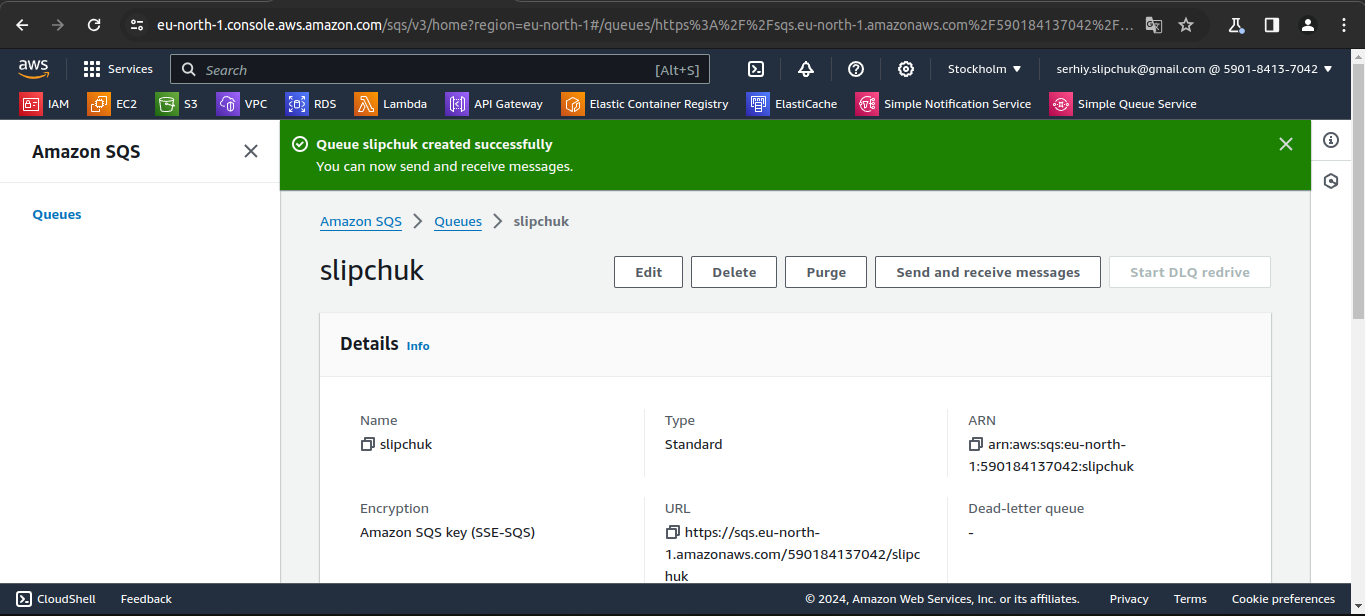 eu-north-1.console.aws.amazon.com/sqs/v3/home?region=eu-north-1#/queues/https%3A%2F%2Fsqs.eu-north-1.amazonaws.com%2F590184137042%2F...
aws Services Search [Alt+S] Stockholm serhiy.slipchuk@gmail.com @ 5901-8413-7042
IAM EC2 S3 VPC RDS Lambda API Gateway Elastic Container Registry ElastiCache Simple Notification Service Simple Queue Service
Amazon SQS
Queues
Queue slipchuk created successfully
You can now send and receive messages.
Amazon SQS Queues slipchuk
slipchuk Edit Delete Purge Send and receive messages Start DLQ redrive
Details Info
Name
slipchuk
Type
Standard
ARN
arn:aws:sqs:eu-north-
1:590184137042:slipchuk
Encryption
Amazon SQS key (SSE-SQS)
URL
https://sqs.eu-north-
1.amazonaws.com/590184137042/slipc
huk
Dead-letter queue
-
CloudShell Feedback © 2024, Amazon Web Services, Inc. or its affiliates. Privacy Terms Cookie preferences